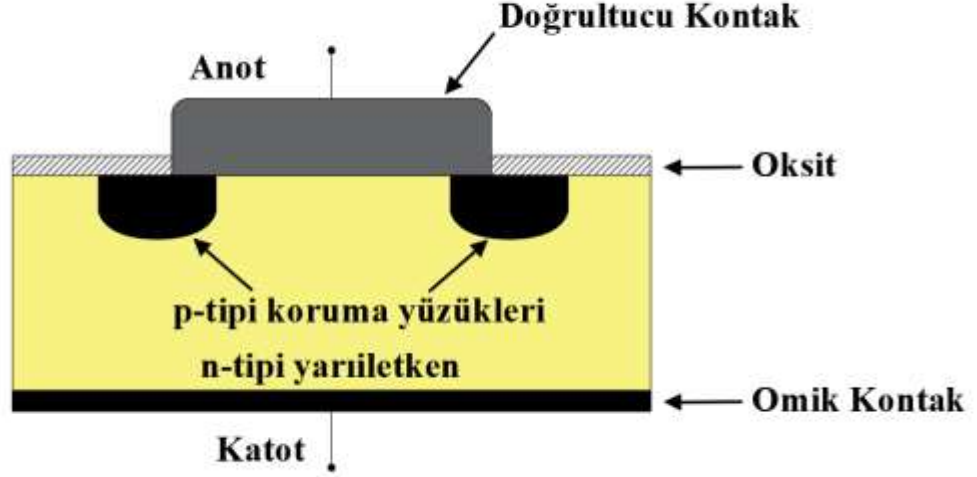 Doğrultucu Kontak
Anot
Oksit
p-tipi koruma yüzükleri
n-tipi yarıiletken
Omik Kontak
Katot